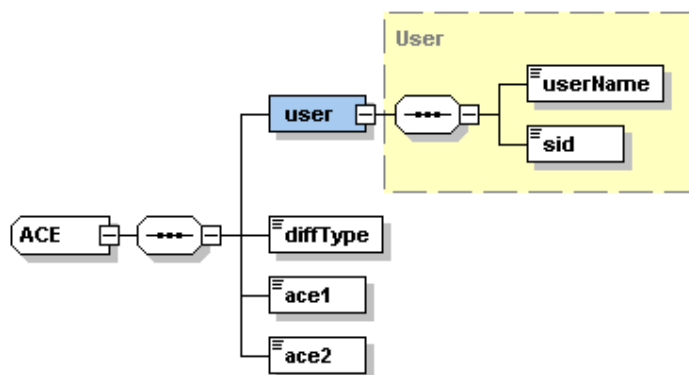 User
userName
user
sid
ACE
diffType
ace1
ace2